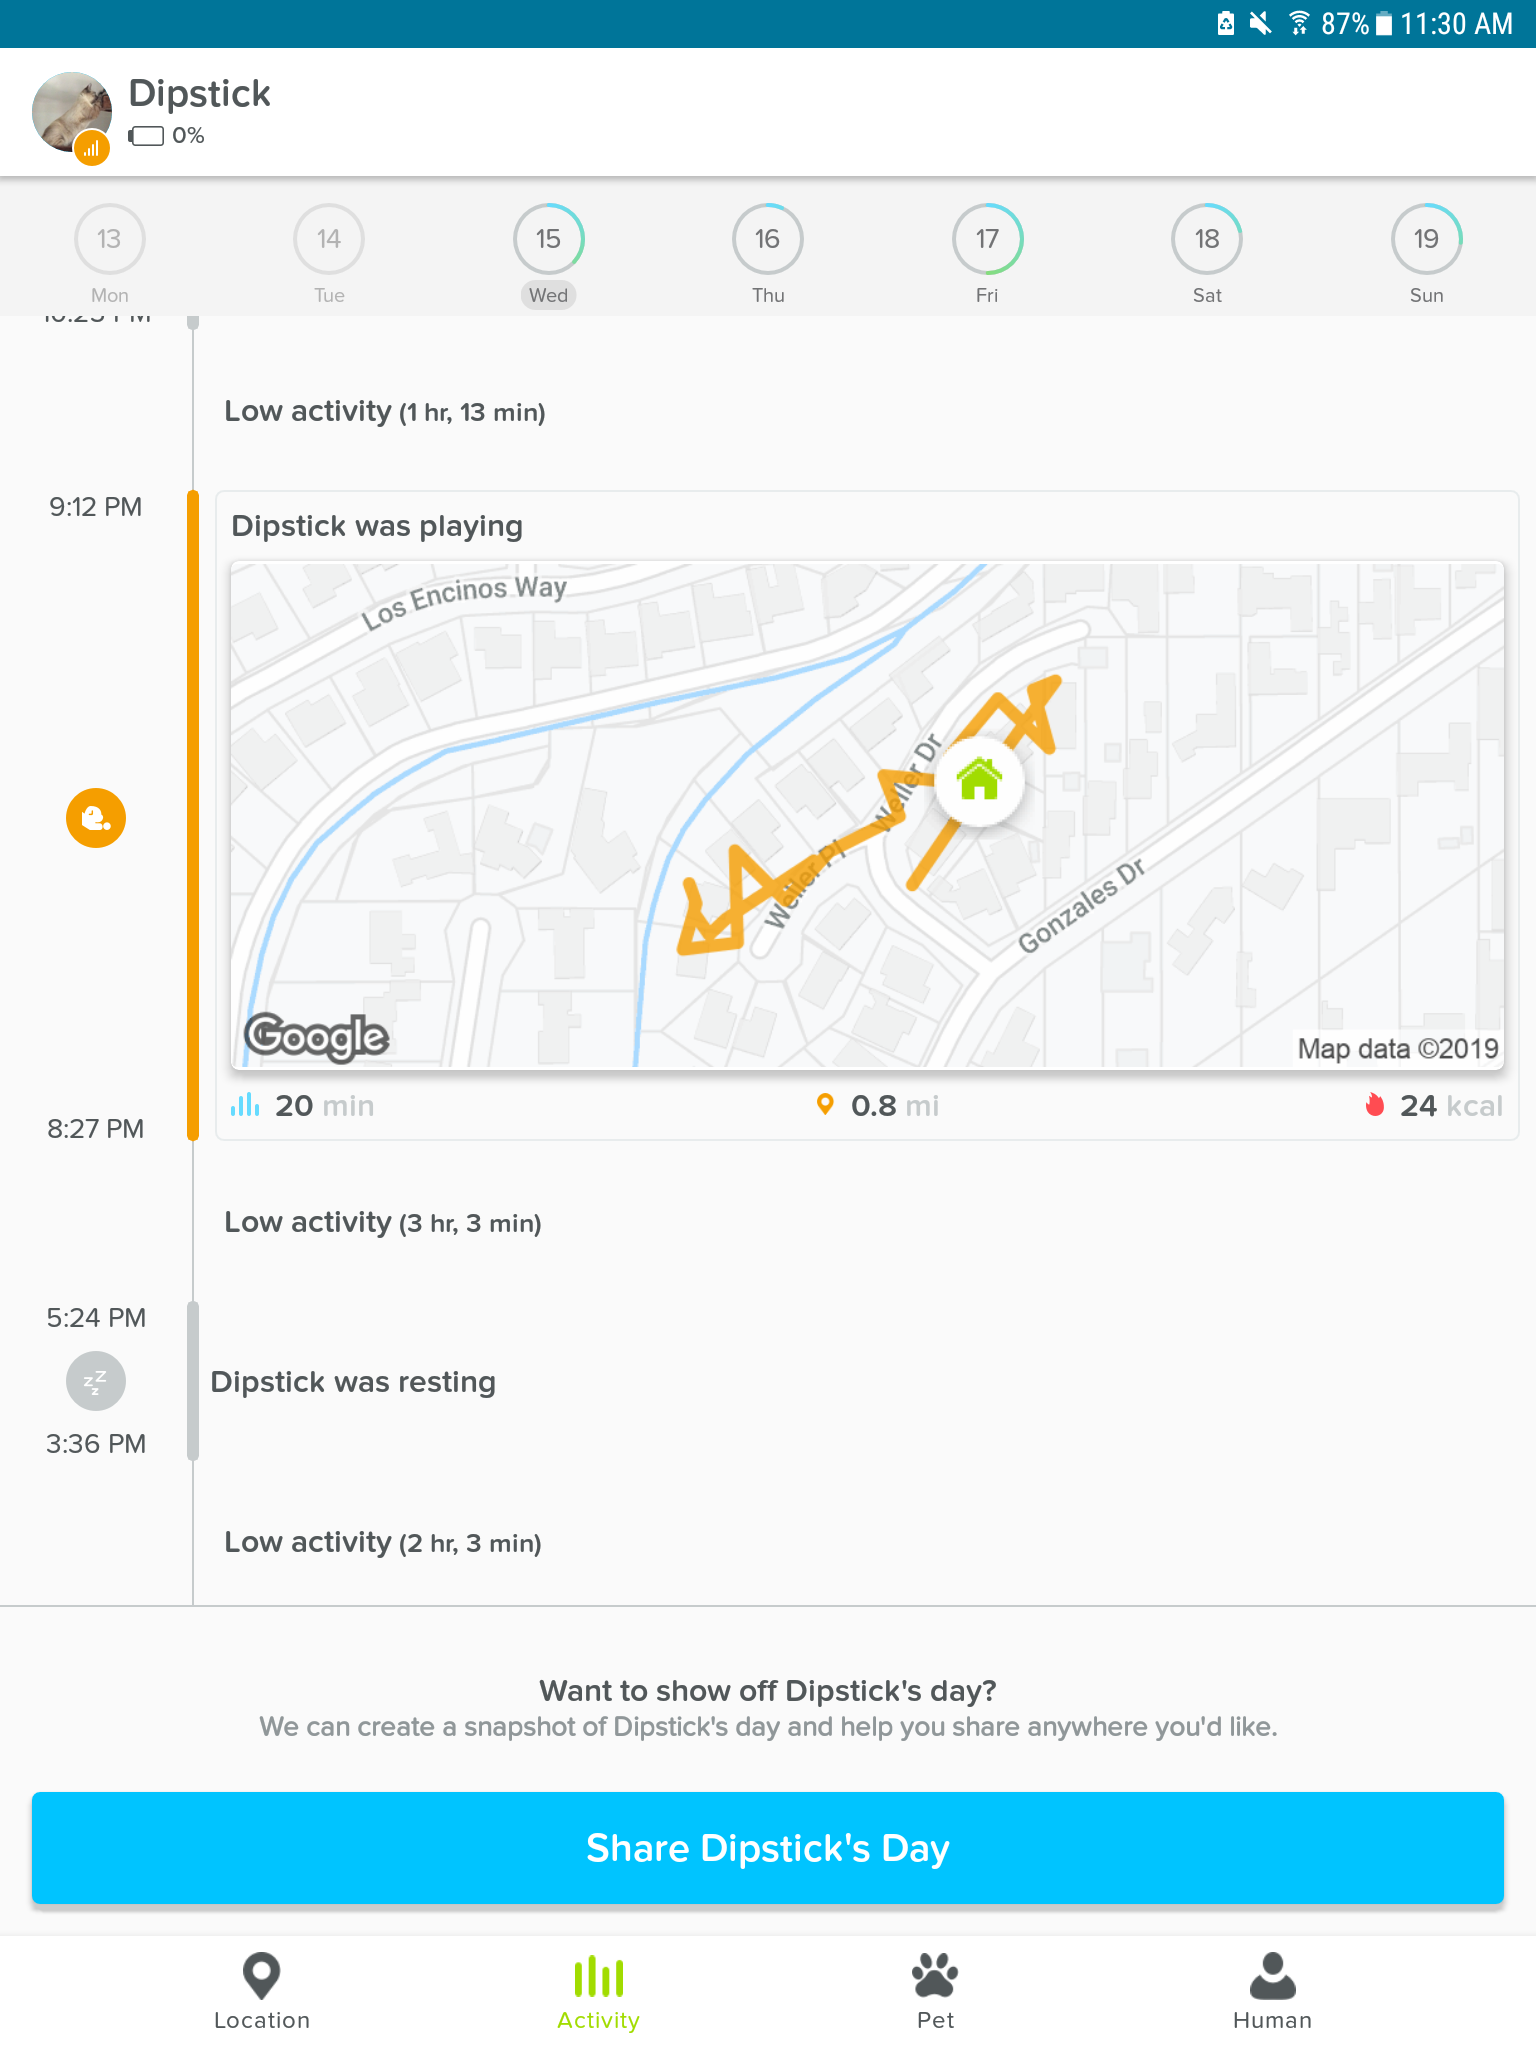 87% 11:30 AM
Dipstick
0%
13 14 15 16 17 18 19
Mon Tue Wed Thu Fri Sat Sun
Low activity (1 hr, 13 min)
9:12 PM
Dipstick was playing
Los Encinos Way
Weller Dr
Weller Pl
Gonzales Dr
Google
Map data ©2019
20 min 0.8 mi 24 kcal
8:27 PM
Low activity (3 hr, 3 min)
5:24 PM
zZz
Dipstick was resting
3:36 PM
Low activity (2 hr, 3 min)
Want to show off Dipstick's day?
We can create a snapshot of Dipstick's day and help you share anywhere you'd like.
Share Dipstick's Day
Location Activity Pet Human